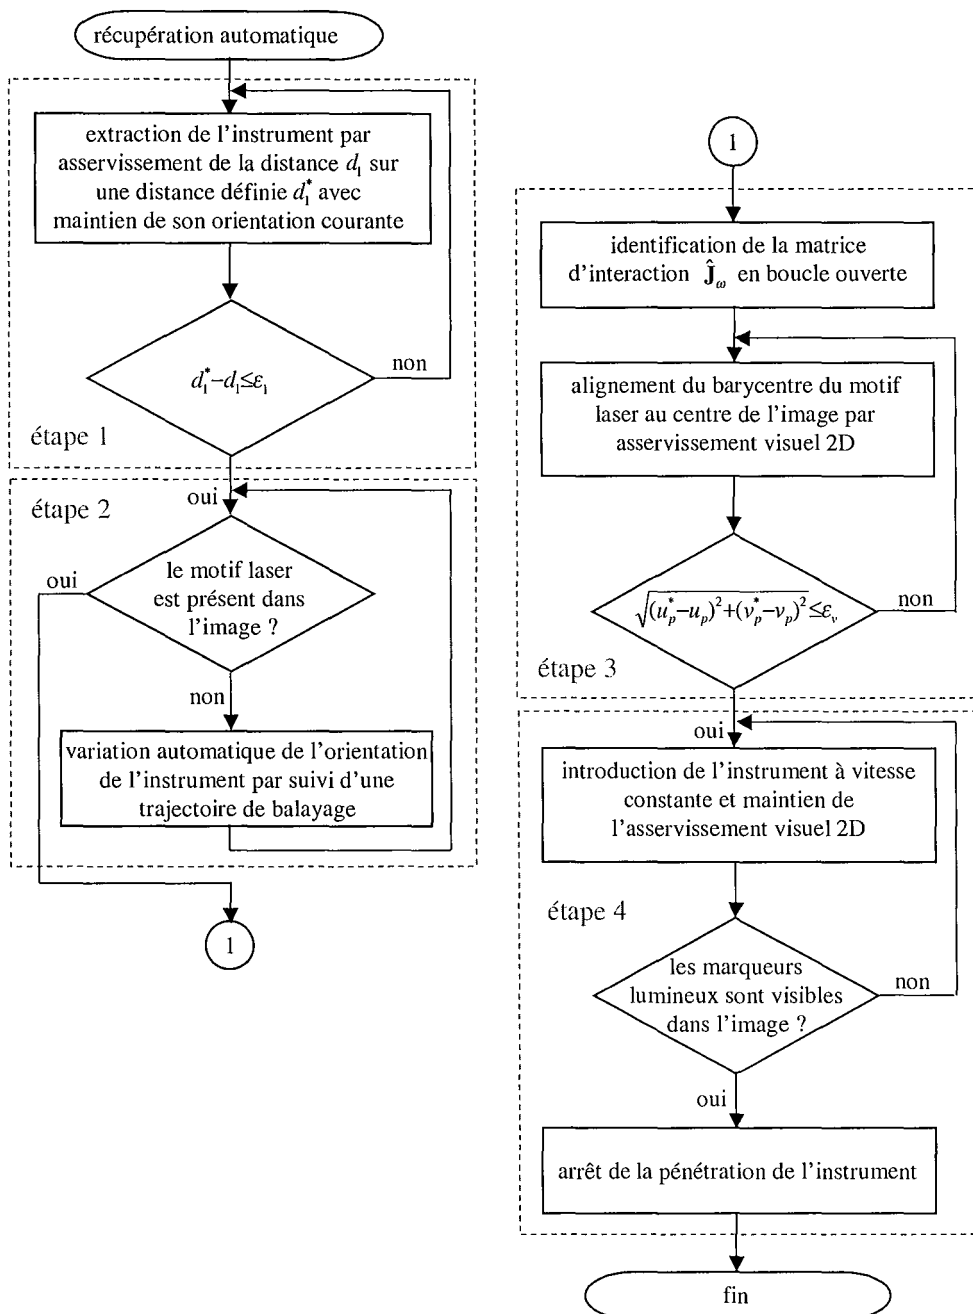 récupération automatique
extraction de l'instrument par
asservissement de la distance d₁ sur
une distance définie d₁* avec
maintien de son orientation courante
d₁*−d₁≤ε₁
non
étape 1
oui
étape 2
oui
le motif laser
est présent dans
l'image ?
non
variation automatique de l'orientation
de l'instrument par suivi d'une
trajectoire de balayage
1
1
identification de la matrice
d'interaction Ĵ_ω en boucle ouverte
alignement du barycentre du motif
laser au centre de l'image par
asservissement visuel 2D
√((u_p*−u_p)²+(v_p*−v_p)²)≤ε_v
non
étape 3
oui
introduction de l'instrument à vitesse
constante et maintien de
l'asservissement visuel 2D
étape 4
les marqueurs
lumineux sont visibles
dans l'image ?
non
oui
arrêt de la pénétration de l'instrument
fin